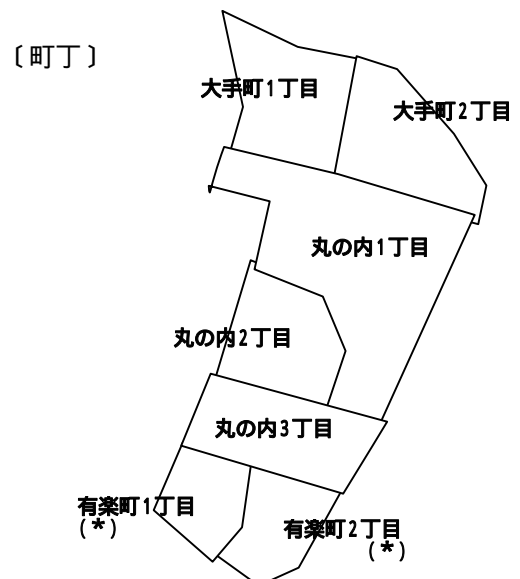 〔町丁〕
大手町1丁目
大手町2丁目
丸の内1丁目
丸の内2丁目
丸の内3丁目
有楽町1丁目
(*)
有楽町2丁目
(*)